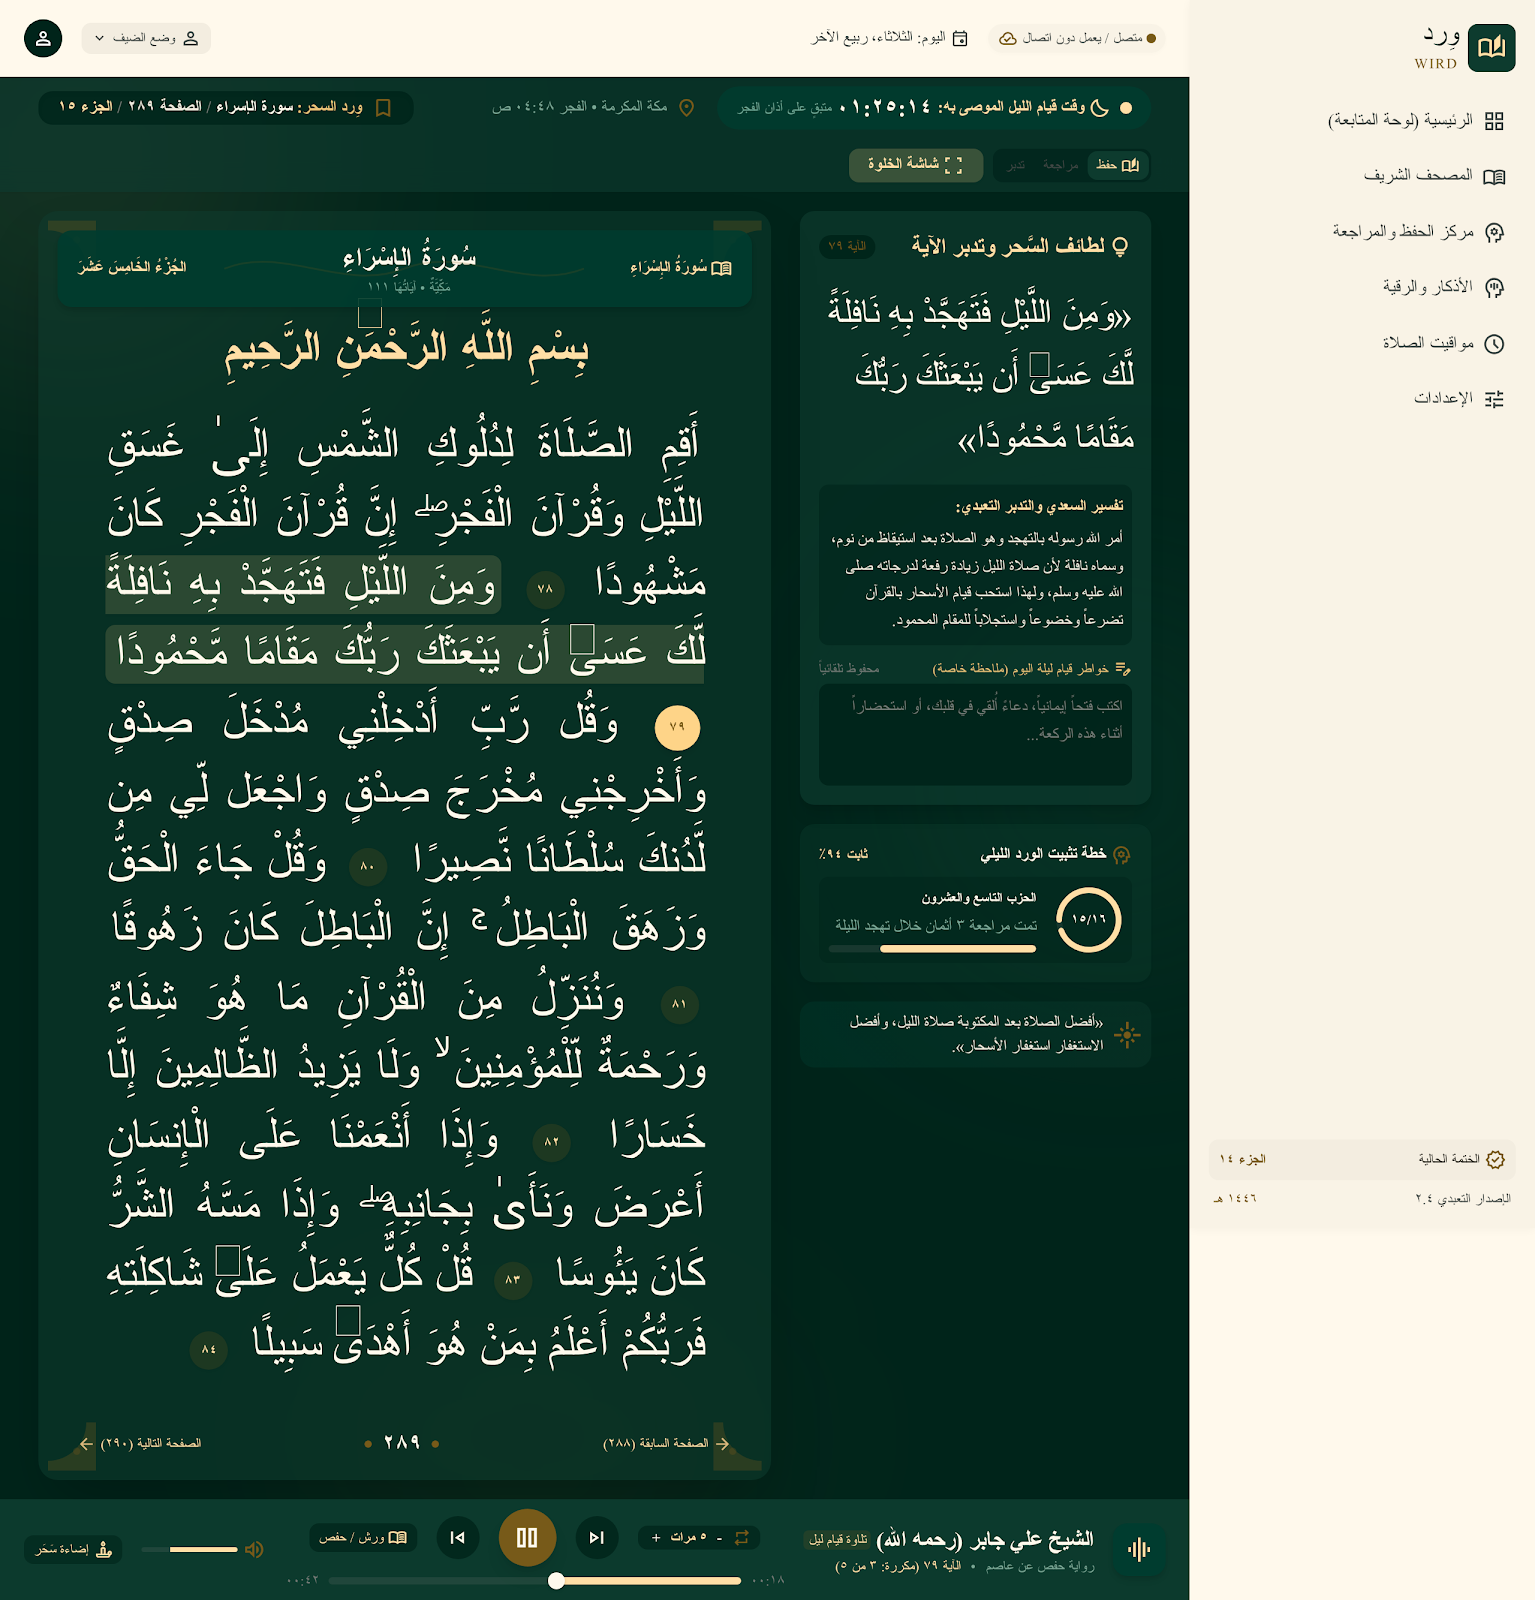 وِرد
WIRD
الرئيسية (لوحة المتابعة)
المصحف الشريف
مركز الحفظ والمراجعة
الأذكار والرقية
مواقيت الصلاة
الإعدادات
الختمة الحالية
الجزء ١٤
الإصدار التعبدي ٢.٤
١٤٤٦ هـ
متصل / يعمل دون اتصال
اليوم: الثلاثاء، ربيع الآخر
وضع الضيف
وقت قيام الليل الموصى به: ٠١:٢٥:١٤ متبقٍ على أذان الفجر
مكة المكرمة • الفجر ٠٤:٤٨ ص
وِرد السحر: سورة الإسراء / الصفحة ٢٨٩ / الجزء ١٥
حفظ
مراجعة
تدبر
شاشة الخلوة
لطائف السَّحر وتدبر الآية
الآية ٧٩
«وَمِنَ اللَّيْلِ فَتَهَجَّدْ بِهِ نَافِلَةً
لَّكَ عَسَىٰ أَن يَبْعَثَكَ رَبُّكَ
مَقَامًا مَّحْمُودًا»
تفسير السعدي والتدبر التعبدي:
أمر الله رسوله بالتهجد وهو الصلاة بعد استيقاظ من نوم،
وسماه نافلة لأن صلاة الليل زيادة رفعة لدرجاته صلى
الله عليه وسلم، ولهذا استحب قيام الأسحار بالقرآن
تضرعاً وخضوعاً واستجلاباً للمقام المحمود.
خواطر قيام ليلة اليوم (ملاحظة خاصة)
محفوظ تلقائياً
اكتب فتحاً إيمانياً، دعاءً أُلقي في قلبك، أو استحضاراً
أثناء هذه الركعة...
خطة تثبيت الورد الليلي
ثابت ٩٤٪
١٥/١٦
الحزب التاسع والعشرون
تمت مراجعة ٣ أثمان خلال تهجد الليلة
«أفضل الصلاة بعد المكتوبة صلاة الليل، وأفضل
الاستغفار استغفار الأسحار».
سُورَةُ الإِسْرَاءِ
سُورَةُ الإِسْرَاءِ
مَكِّيَّةٌ • آيَاتُهَا ١١١
الجُزْءُ الخَامِسَ عَشَرَ
بِسْمِ اللَّهِ الرَّحْمَٰنِ الرَّحِيمِ
أَقِمِ الصَّلَاةَ لِدُلُوكِ الشَّمْسِ إِلَىٰ غَسَقِ
اللَّيْلِ وَقُرْآنَ الْفَجْرِ ۖ إِنَّ قُرْآنَ الْفَجْرِ كَانَ
مَشْهُودًا ٧٨ وَمِنَ اللَّيْلِ فَتَهَجَّدْ بِهِ نَافِلَةً
لَّكَ عَسَىٰ أَن يَبْعَثَكَ رَبُّكَ مَقَامًا مَّحْمُودًا
٧٩ وَقُل رَّبِّ أَدْخِلْنِي مُدْخَلَ صِدْقٍ
وَأَخْرِجْنِي مُخْرَجَ صِدْقٍ وَاجْعَل لِّي مِن
لَّدُنكَ سُلْطَانًا نَّصِيرًا ٨٠ وَقُلْ جَاءَ الْحَقُّ
وَزَهَقَ الْبَاطِلُ ۚ إِنَّ الْبَاطِلَ كَانَ زَهُوقًا
٨١ وَنُنَزِّلُ مِنَ الْقُرْآنِ مَا هُوَ شِفَاءٌ
وَرَحْمَةٌ لِّلْمُؤْمِنِينَ ۙ وَلَا يَزِيدُ الظَّالِمِينَ إِلَّا
خَسَارًا ٨٢ وَإِذَا أَنْعَمْنَا عَلَى الْإِنسَانِ
أَعْرَضَ وَنَأَىٰ بِجَانِبِهِ ۖ وَإِذَا مَسَّهُ الشَّرُّ
كَانَ يَئُوسًا ٨٣ قُلْ كُلٌّ يَعْمَلُ عَلَىٰ شَاكِلَتِهِ
فَرَبُّكُمْ أَعْلَمُ بِمَنْ هُوَ أَهْدَىٰ سَبِيلًا ٨٤
الصفحة السابقة (٢٨٨)
• ٢٨٩ •
الصفحة التالية (٢٩٠)
الشيخ علي جابر (رحمه الله)
تلاوة قيام ليل
رواية حفص عن عاصم • الآية ٧٩ (مكررة: ٣ من ٥)
- ٥ مرات +
ورش / حفص
٠٠:١٨
٠٠:٤٢
إضاءة سَحَر